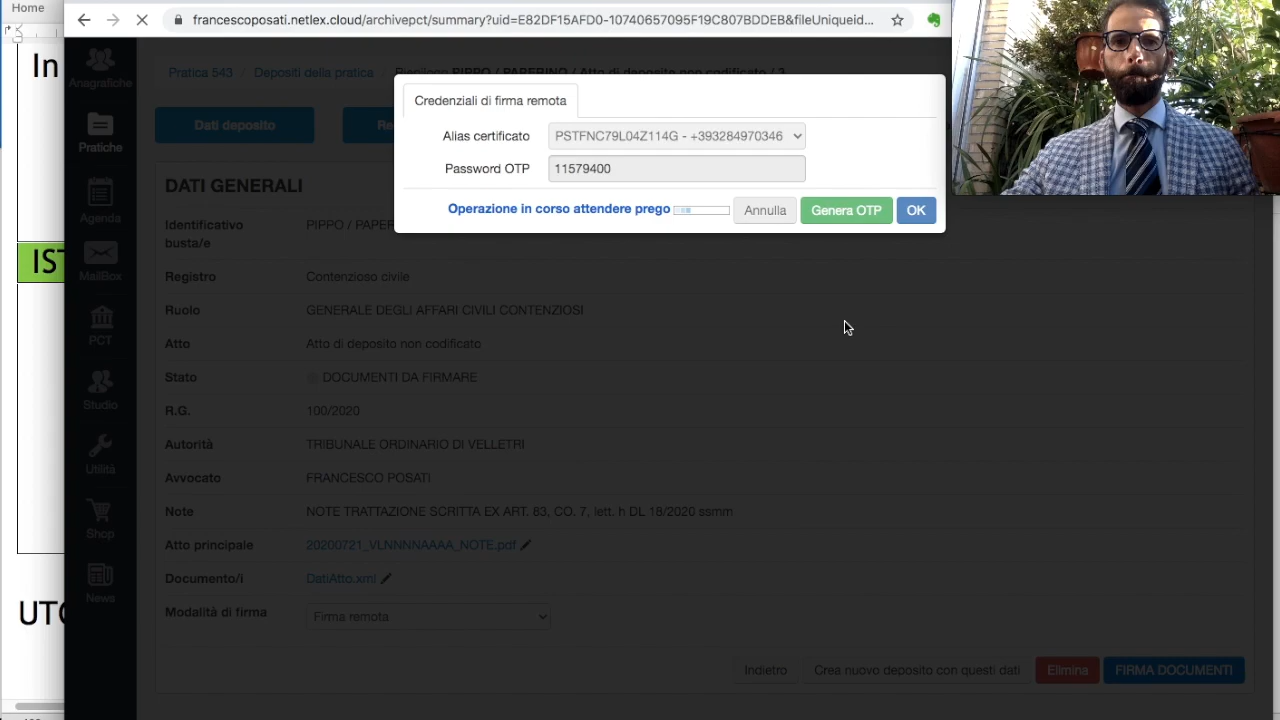 Home
francescoposati.netlex.cloud/archivepct/summary?uid=E82DF15AFD0-10740657095F19C807BDDEB&fileUniqueid...
In
IST
UTC
Anagrafiche
Pratiche
Agenda
MailBox
PCT
Studio
Utilità
Shop
News
Pratica 543 / Depositi della pratica / Riepilogo PIPPO / PAPERINO / Atto di deposito non codificato / 3
Credenziali di firma remota
Alias certificato PSTFNC79L04Z114G - +393284970346
Password OTP 11579400
Operazione in corso attendere prego Annulla Genera OTP OK
Dati deposito
Re
DATI GENERALI
Identificativo busta/e PIPPO / PAPER
Registro Contenzioso civile
Ruolo GENERALE DEGLI AFFARI CIVILI CONTENZIOSI
Atto Atto di deposito non codificato
Stato DOCUMENTI DA FIRMARE
R.G. 100/2020
Autorità TRIBUNALE ORDINARIO DI VELLETRI
Avvocato FRANCESCO POSATI
Note NOTE TRATTAZIONE SCRITTA EX ART. 83, CO. 7, lett. h DL 18/2020 ssmm
Atto principale 20200721_VLNNNNAAAA_NOTE.pdf
Documento/i DatiAtto.xml
Modalità di firma Firma remota
Indietro Crea nuovo deposito con questi dati Elimina FIRMA DOCUMENTI